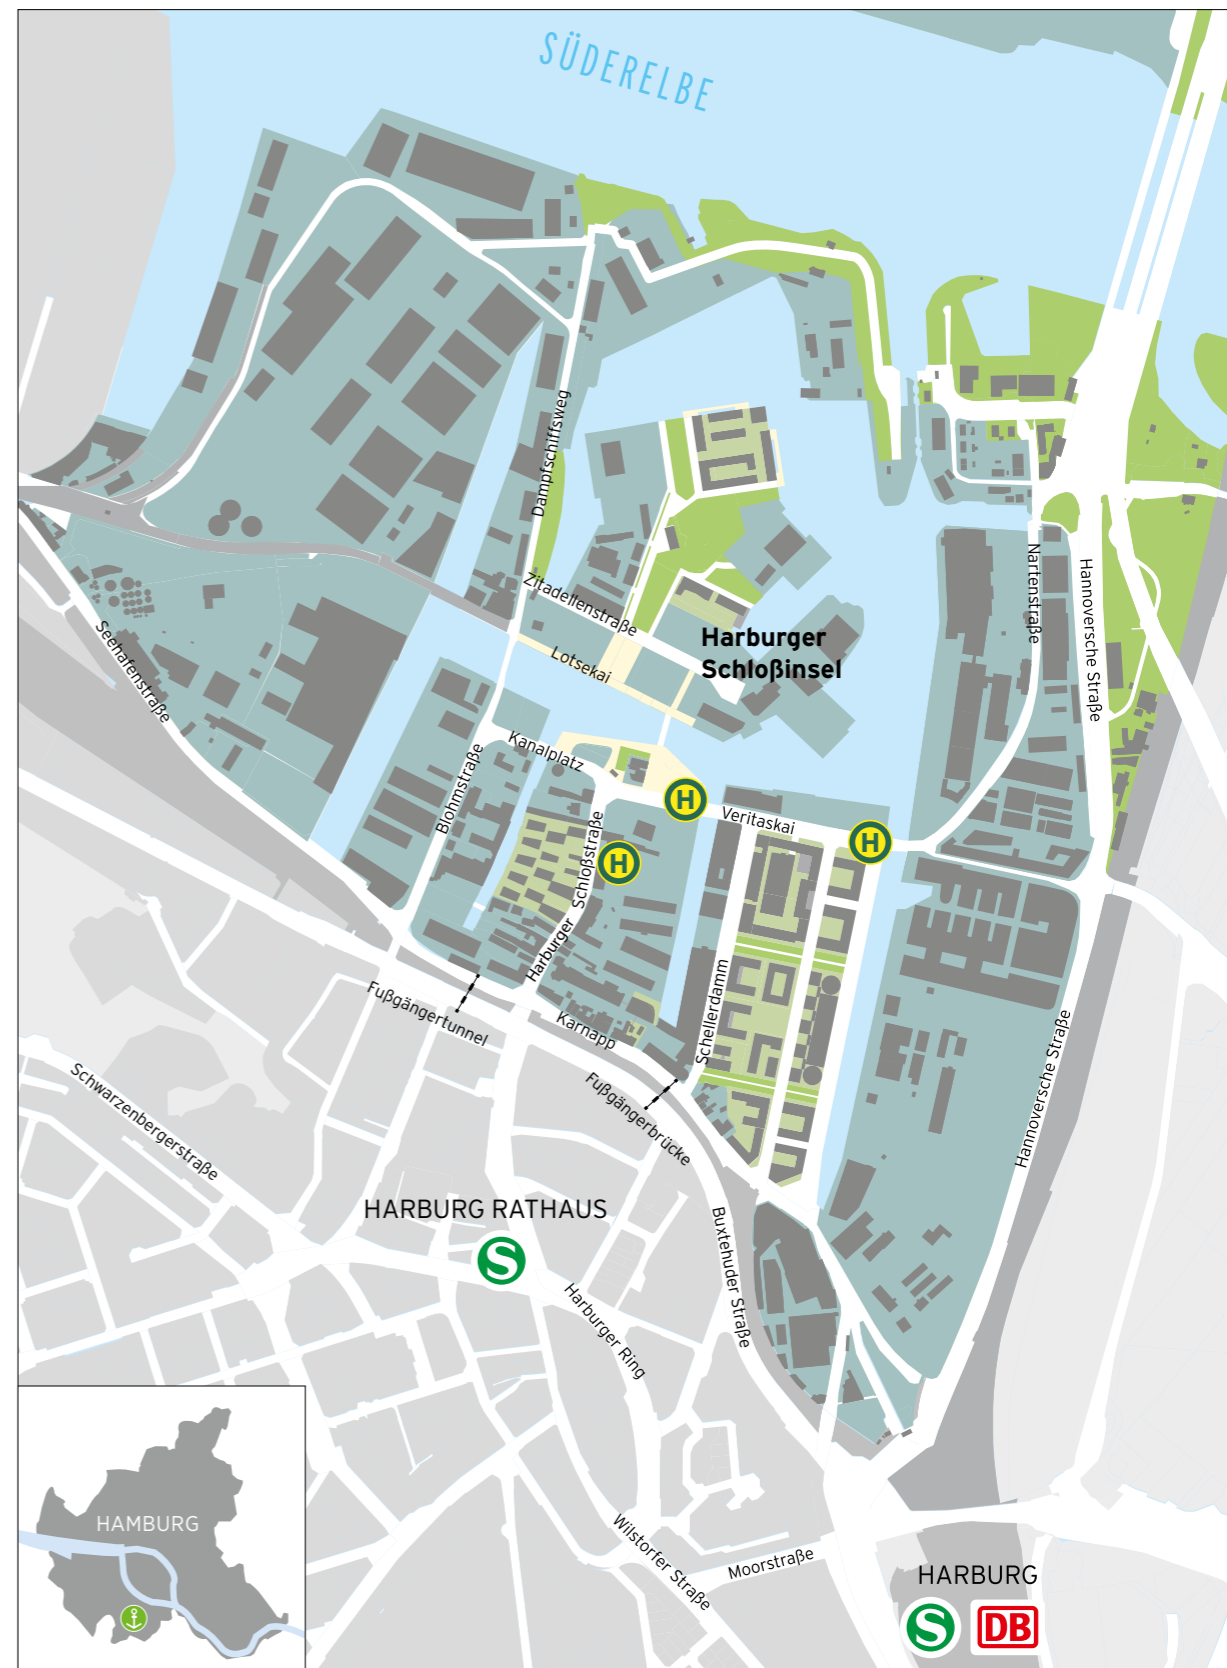 SÜDERELBE
Dampfschiffsweg
Zitadellenstraße
Lotsekai
Harburger
Schloßinsel
Nartenstraße
Hannoversche Straße
Seehafenstraße
Kanalplatz
Blohmstraße
H
Veritaskai
H
H
Harburger Schloßstraße
Schellerdamm
Fußgängertunnel
Karnapp
Fußgängerbrücke
Hannoversche Straße
Schwarzenbergerstraße
HARBURG RATHAUS
S
Buxtehuder Straße
Harburger Ring
HAMBURG
Wilstorfer Straße
Moorstraße
HARBURG
S DB